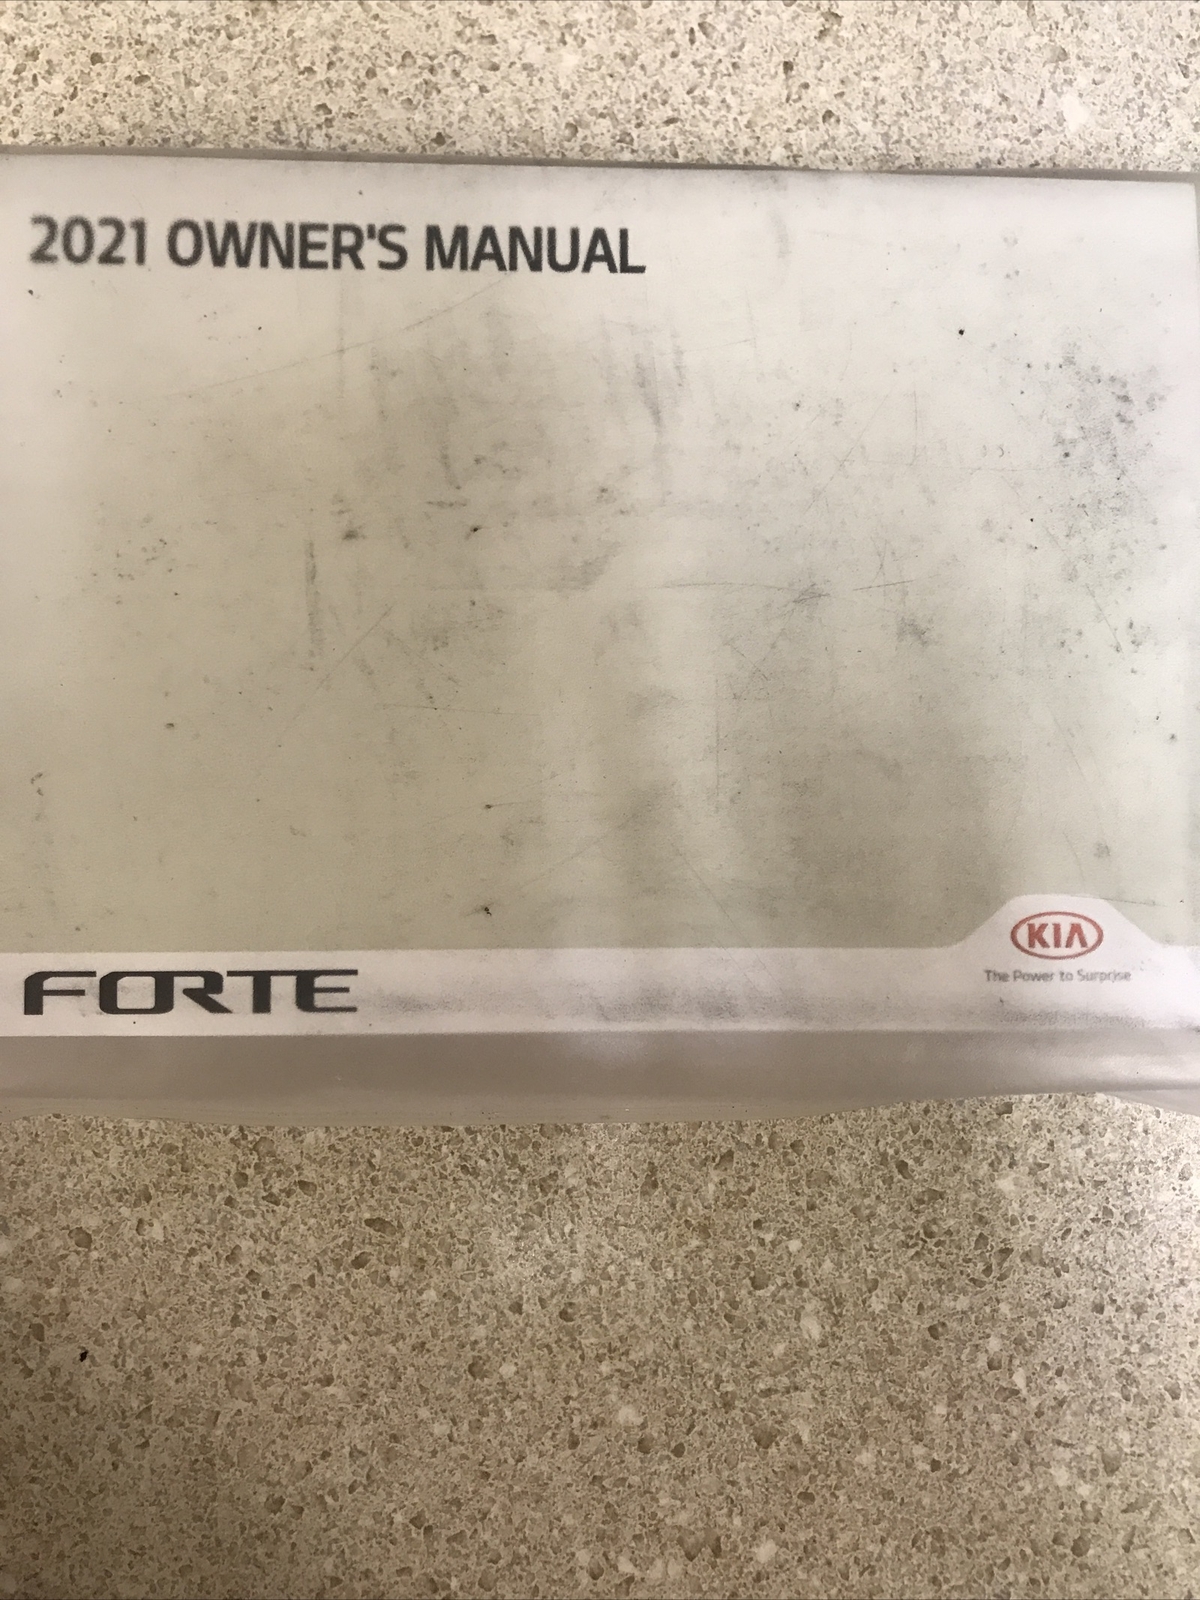 2021 OWNER'S MANUAL
KIA
The Power to Surprise
FORTE